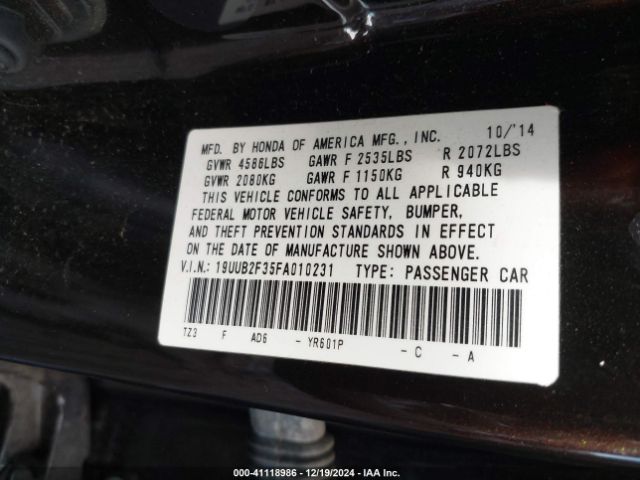 MFD. BY HONDA OF AMERICA MFG., INC. 10/'14
GVWR 4586LBS GAWR F 2535LBS R 2072LBS
GVWR 2080KG GAWR F 1150KG R 940KG
THIS VEHICLE CONFORMS TO ALL APPLICABLE
FEDERAL MOTOR VEHICLE SAFETY, BUMPER,
AND THEFT PREVENTION STANDARDS IN EFFECT
ON THE DATE OF MANUFACTURE SHOWN ABOVE.
V.I.N.: 19UUB2F35FA010231 TYPE: PASSENGER CAR
TZ3 F AD6 - YR601P - C - A
000-41118986 - 12/19/2024 - IAA Inc.